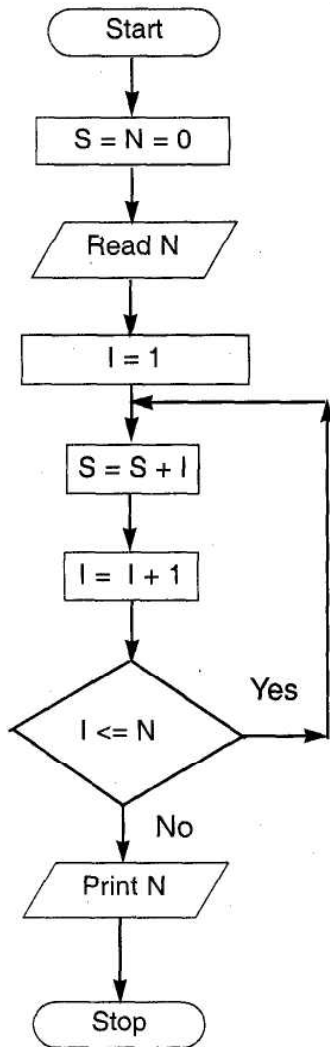 Start
S = N = 0
Read N
I = 1
S = S + I
I = I + 1
Yes
I <= N
No
Print N
Stop